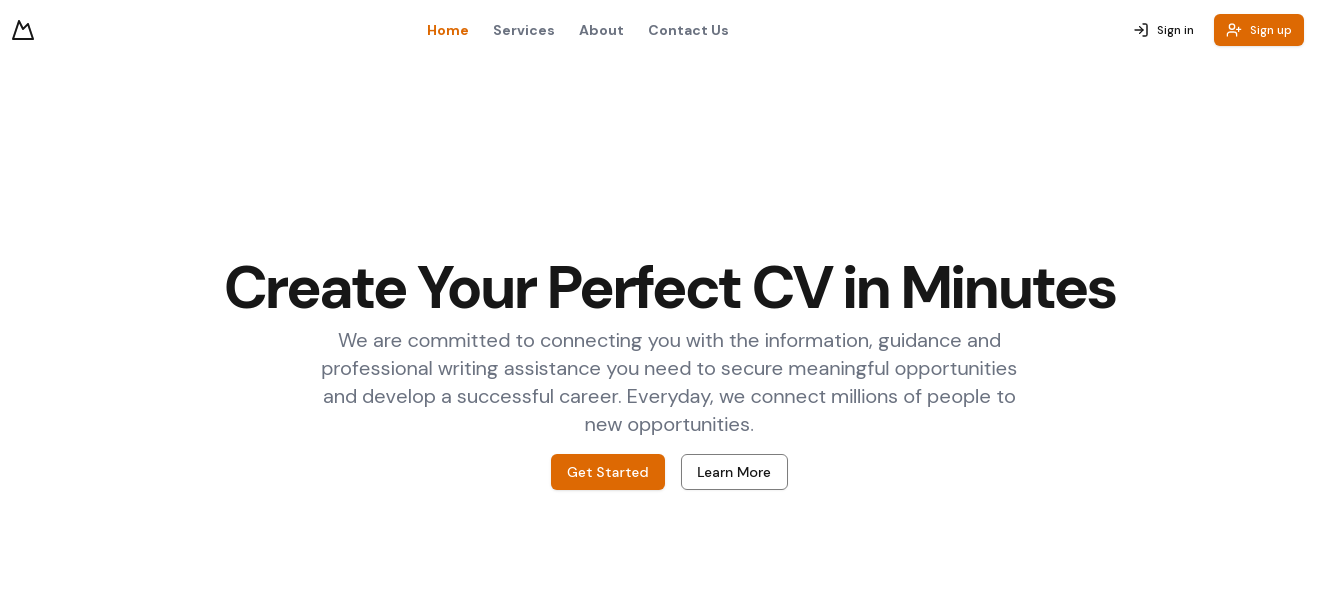 Home Services About Contact Us Sign in Sign up
Create Your Perfect CV in Minutes
We are committed to connecting you with the information, guidance and
professional writing assistance you need to secure meaningful opportunities
and develop a successful career. Everyday, we connect millions of people to
new opportunities.
Get Started Learn More